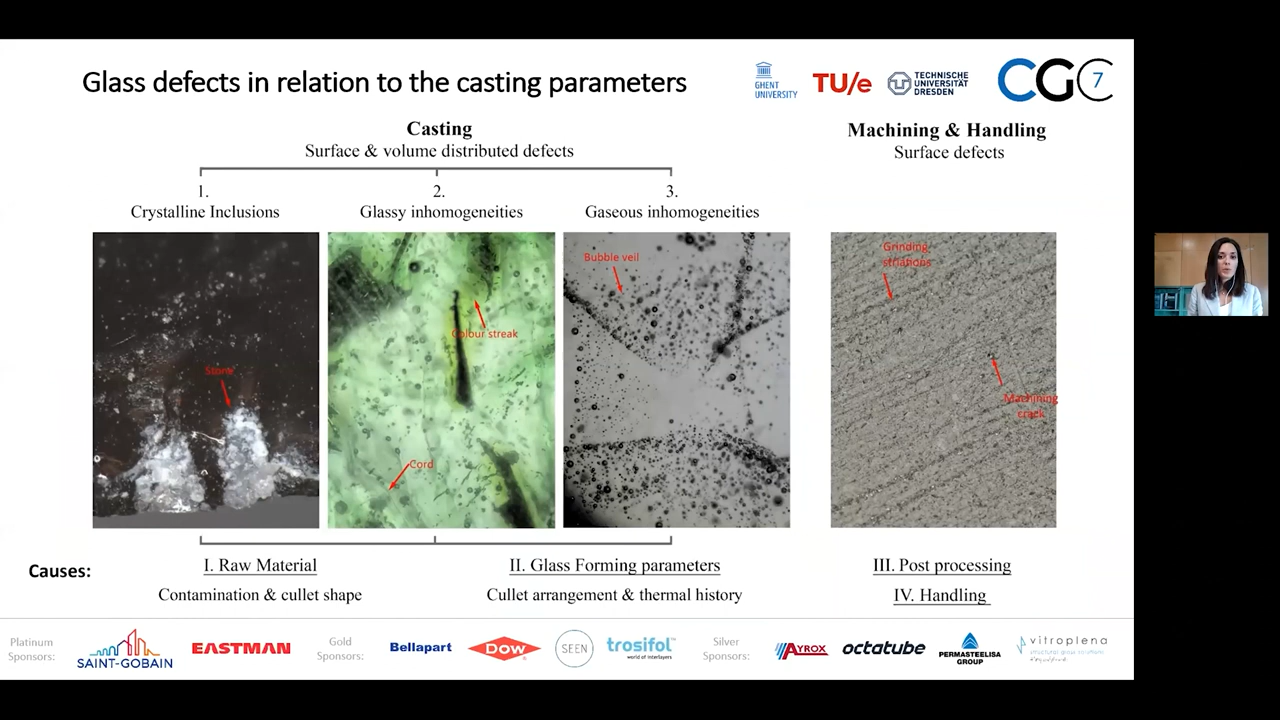 Glass defects in relation to the casting parameters
GHENT
UNIVERSITY
TU/e
TECHNISCHE
UNIVERSITÄT
DRESDEN
CGC 7
Casting
Surface & volume distributed defects
Machining & Handling
Surface defects
1.
Crystalline Inclusions
2.
Glassy inhomogeneities
3.
Gaseous inhomogeneities
Stone
Colour streak
Cord
Bubble veil
Grinding
striations
Machining
crack
Causes:
I. Raw Material
Contamination & cullet shape
II. Glass Forming parameters
Cullet arrangement & thermal history
III. Post processing
IV. Handling
Platinum
Sponsors:
SAINT-GOBAIN
EASTMAN
Gold
Sponsors:
Bellapart
Dow
SEEN
trosifol™
world of interlayers
Silver
Sponsors:
AYROX
octatube
PERMASTEELISA
GROUP
vitroplena
structural glass solutions